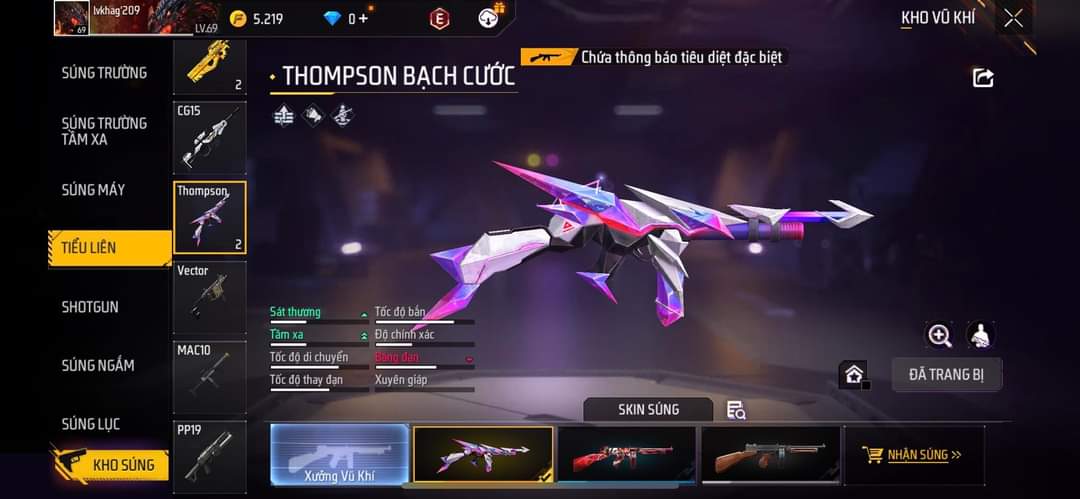 lvkhag'209
69
LV.69
5.219
0+
E
KHO VŨ KHÍ
SÚNG TRƯỜNG
SÚNG TRƯỜNG
TẦM XA
SÚNG MÁY
TIỂU LIÊN
SHOTGUN
SÚNG NGẮM
SÚNG LỤC
KHO SÚNG
2
CG15
Thompson
2
Vector
MAC10
PP19
THOMPSON BẠCH CƯỚC
Chứa thông báo tiêu diệt đặc biệt
Sát thương
Tốc độ bắn
Tầm xa
Độ chính xác
Tốc độ di chuyển
Băng đạn
Tốc độ thay đạn
Xuyên giáp
ĐÃ TRANG BỊ
SKIN SÚNG
Xưởng Vũ Khí
NHẬN SÚNG >>